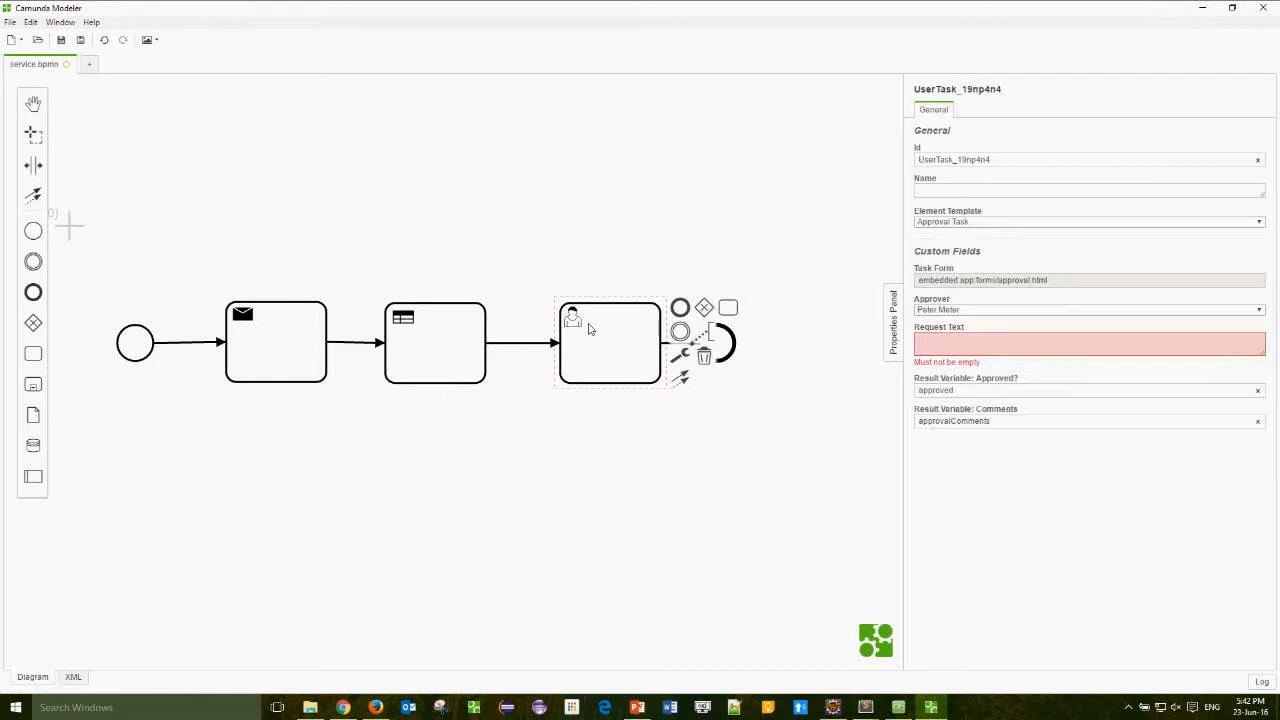 Camunda Modeler
File Edit Window Help
service.bpmn
+
0)
UserTask_19np4n4
General
General
Id
UserTask_19np4n4
Name
Element Template
Approval Task
Custom Fields
Task Form
embedded:app:forms/approval.html
Approver
Peter Meter
Request Text
Must not be empty
Result Variable: Approved?
approved
Result Variable: Comments
approvalComments
Properties Panel
Diagram XML
Log
Search Windows
ENG
5:42 PM
23-Jun-16